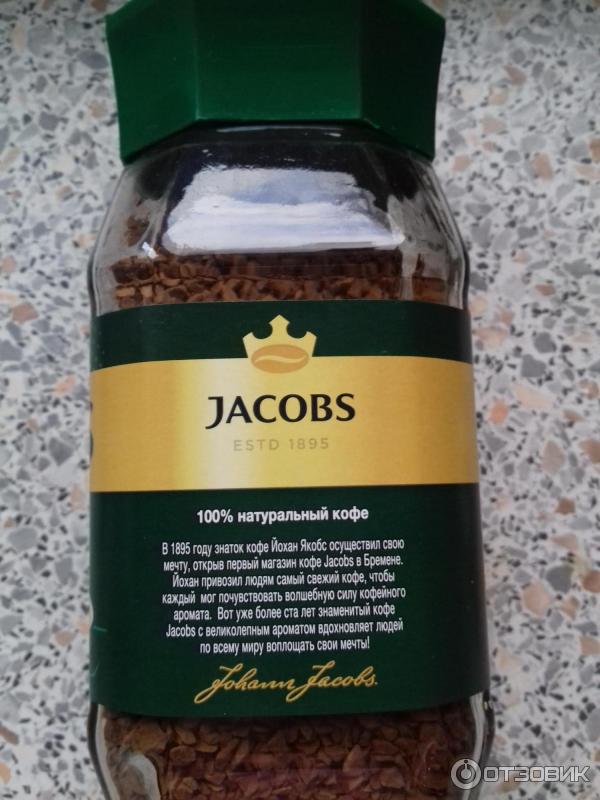 JACOBS
ESTD 1895
100% натуральный кофе
В 1895 году знаток кофе Йохан Якобс осуществил свою
мечту, открыв первый магазин кофе Jacobs в Бремене.
Йохан привозил людям самый свежий кофе, чтобы
каждый мог почувствовать волшебную силу кофейного
аромата. Вот уже более ста лет знаменитый кофе
Jacobs с великолепным ароматом вдохновляет людей
по всему миру воплощать свои мечты!
Johann Jacobs.
ОТЗОВИК